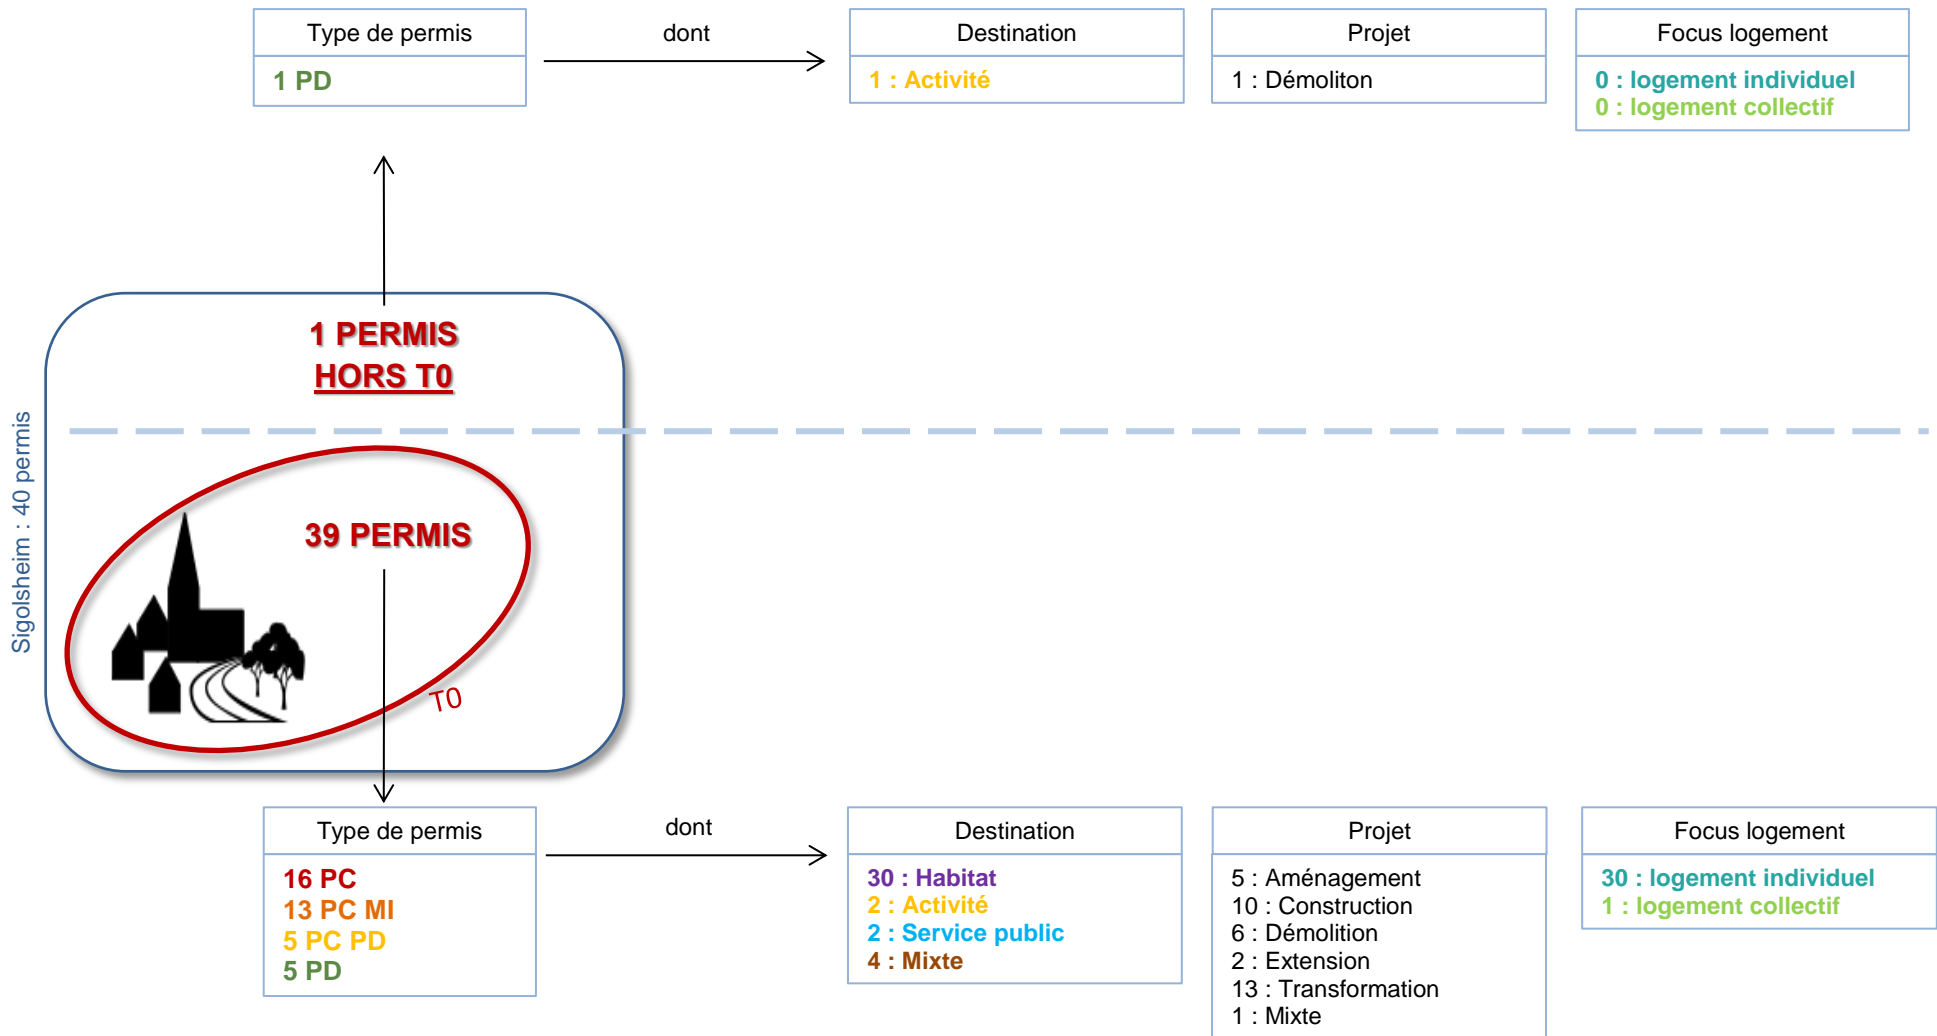 Type de permis
1 PD
dont
Destination
1 : Activité
Projet
1 : Démoliton
Focus logement
0 : logement individuel
0 : logement collectif
Sigolsheim : 40 permis
1 PERMIS
HORS T0
39 PERMIS
T0
Type de permis
16 PC
13 PC MI
5 PC PD
5 PD
dont
Destination
30 : Habitat
2 : Activité
2 : Service public
4 : Mixte
Projet
5 : Aménagement
10 : Construction
6 : Démolition
2 : Extension
13 : Transformation
1 : Mixte
Focus logement
30 : logement individuel
1 : logement collectif